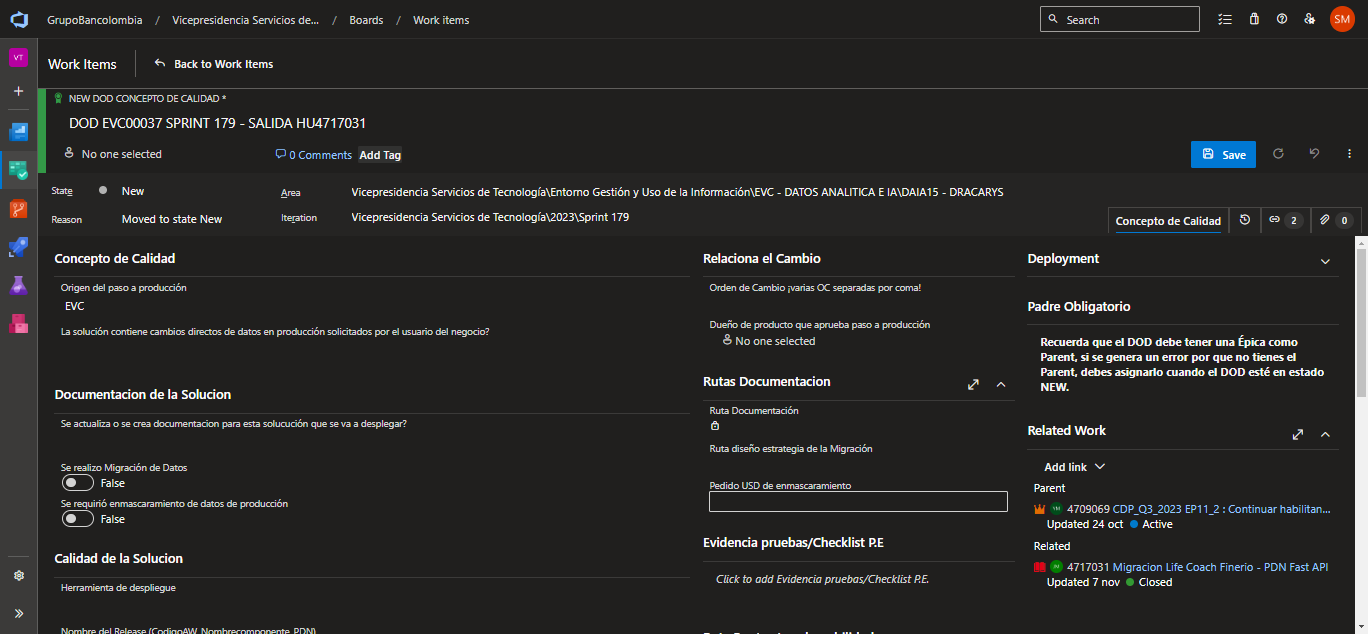 GrupoBancolombia / Vicepresidencia Servicios de... / Boards / Work items
Search
SM
VT
Work Items
Back to Work Items
NEW DOD CONCEPTO DE CALIDAD *
DOD EVC00037 SPRINT 179 - SALIDA HU4717031
No one selected
0 Comments
Add Tag
Save
State
New
Area
Vicepresidencia Servicios de Tecnología\Entorno Gestión y Uso de la Información\EVC - DATOS ANALITICA E IA\DAIA15 - DRACARYS
Reason
Moved to state New
Iteration
Vicepresidencia Servicios de Tecnología\2023\Sprint 179
Concepto de Calidad
2
0
Concepto de Calidad
Origen del paso a producción
EVC
La solución contiene cambios directos de datos en producción solicitados por el usuario del negocio?
Documentacion de la Solucion
Se actualiza o se crea documentacion para esta solucución que se va a desplegar?
Se realizo Migración de Datos
False
Se requirió enmascaramiento de datos de producción
False
Calidad de la Solucion
Herramienta de despliegue
Nombre del Release (CodigoAW_Nombrecomponente_PDN)
Relaciona el Cambio
Orden de Cambio ¡varias OC separadas por coma!
Dueño de producto que aprueba paso a producción
No one selected
Rutas Documentacion
Ruta Documentación
Ruta diseño estrategia de la Migración
Pedido USD de enmascaramiento
Evidencia pruebas/Checklist P.E
Click to add Evidencia pruebas/Checklist P.E.
Deployment
Padre Obligatorio
Recuerda que el DOD debe tener una Épica como
Parent, si se genera un error por que no tienes el
Parent, debes asignarlo cuando el DOD esté en estado
NEW.
Related Work
Add link
Parent
YM 4709069 CDP_Q3_2023 EP11_2 : Continuar habilitan...
Updated 24 oct Active
Related
4717031 Migracion Life Coach Finerio - PDN Fast API
Updated 7 nov Closed